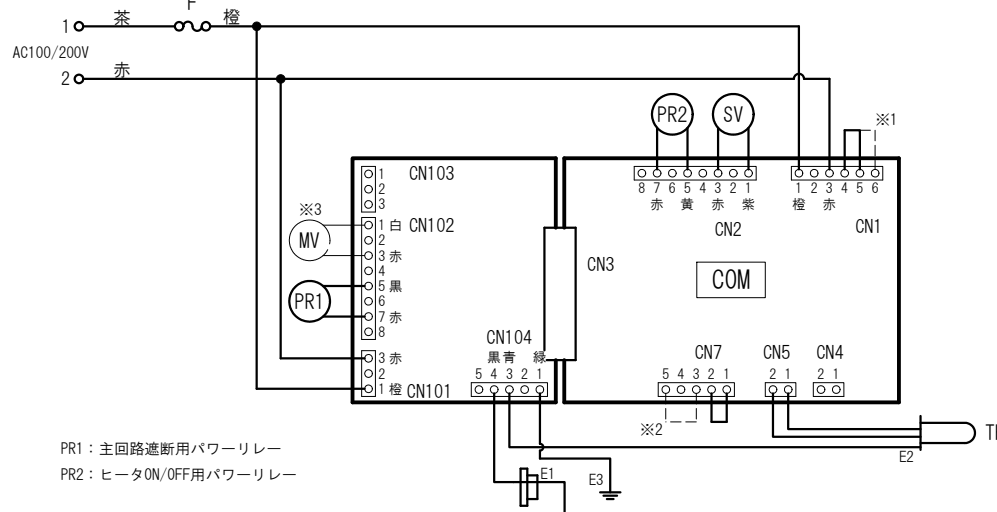 F
1 茶 橙
AC100/200V
2 赤
PR2 SV ※1
8 7 6 5 4 3 2 1 1 2 3 4 5 6
赤 黄 赤 紫 橙 赤
CN2 CN1
1 CN103
2
3
※3
MV
1 白 CN102
2
3 赤
4
PR1
5 黒
6
7 赤
8
3 赤
2
1 橙 CN101
CN104
黒 青 緑
5 4 3 2 1
CN3
COM
CN7 CN5 CN4
5 4 3 2 1 2 1 2 1
※2
E2
E1 E3
PR1:主回路遮断用パワーリレー
PR2:ヒータON/OFF用パワーリレー